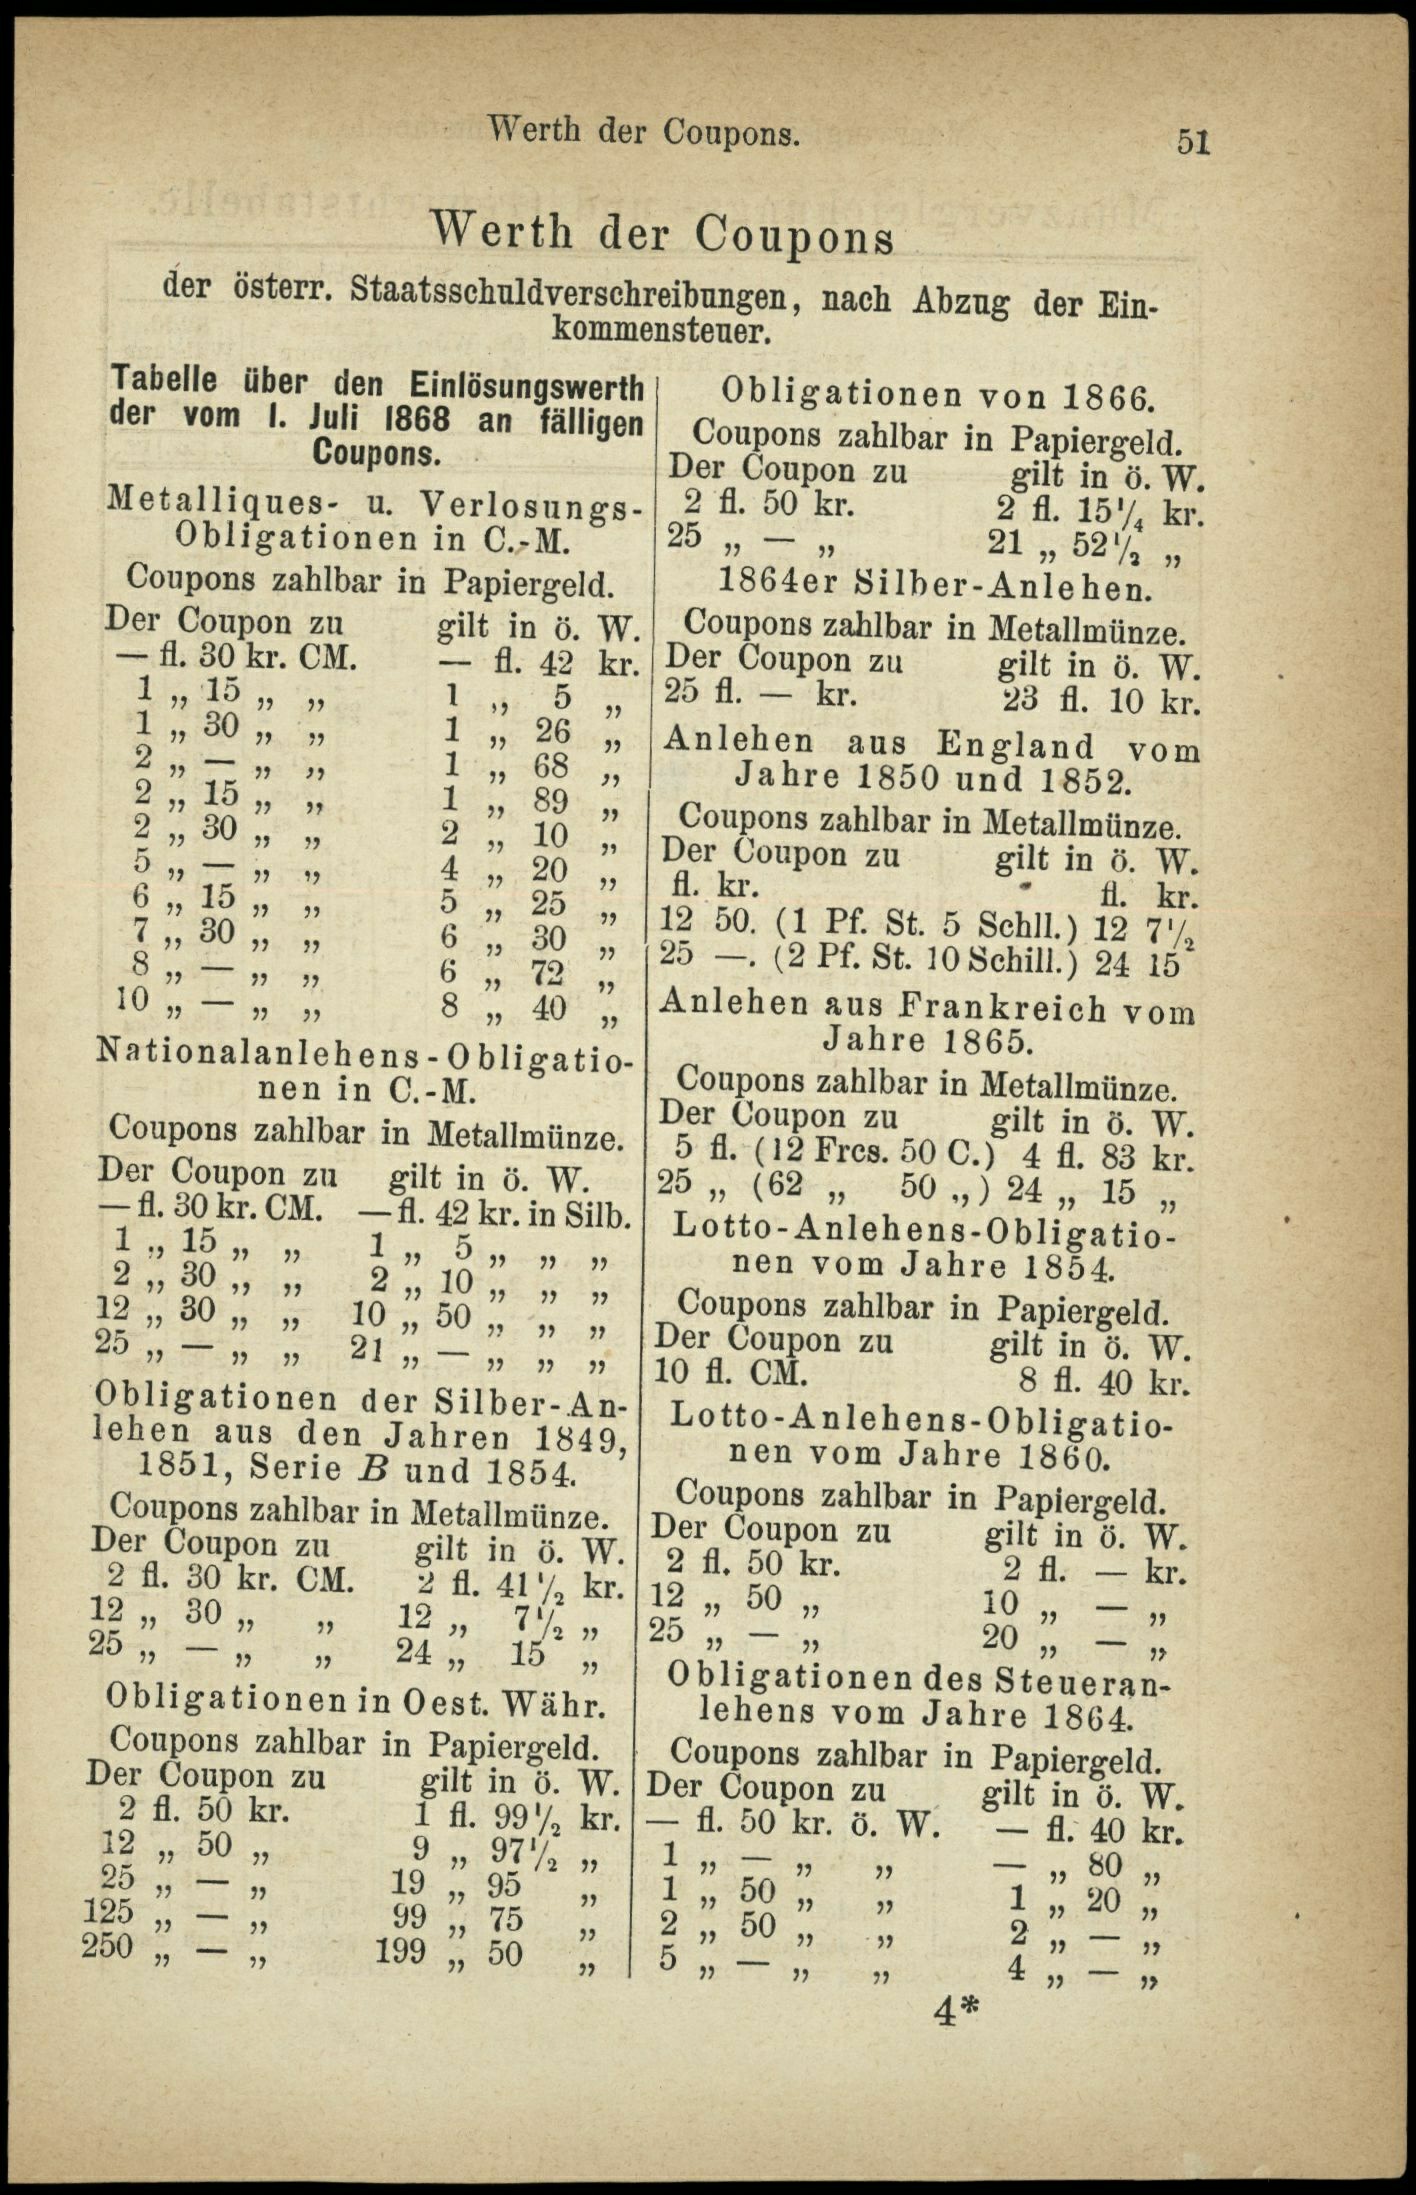 Werth der Coupons.
51
Werth der Coupons
der österr. Staatsschuldverschreibungen, nach Abzug der Ein-
kommensteuer.
Tabelle über den Einlösungswerth
der vom 1. Juli 1868 an fälligen
Coupons.
Metalliques- u. Verlosungs-
Obligationen in C.-M.
Coupons zahlbar in Papiergeld.
Der Coupon zu gilt in ö. W.
— fl. 30 kr. CM. — fl. 42 kr.
1 „ 15 „ „ 1 „ 5 „
1 „ 30 „ „ 1 „ 26 „
2 „ — „ „ 1 „ 68 „
2 „ 15 „ „ 1 „ 89 „
2 „ 30 „ „ 2 „ 10 „
5 „ — „ „ 4 „ 20 „
6 „ 15 „ „ 5 „ 25 „
7 „ 30 „ „ 6 „ 30 „
8 „ — „ „ 6 „ 72 „
10 „ — „ „ 8 „ 40 „
Nationalanlehens-Obligatio-
nen in C.-M.
Coupons zahlbar in Metallmünze.
Der Coupon zu gilt in ö. W.
— fl. 30 kr. CM. — fl. 42 kr. in Silb.
1 „ 15 „ „ 1 „ 5 „ „ „
2 „ 30 „ „ 2 „ 10 „ „ „
12 „ 30 „ „ 10 „ 50 „ „ „
25 „ — „ „ 21 „ — „ „ „
Obligationen der Silber-An-
lehen aus den Jahren 1849,
1851, Serie B und 1854.
Coupons zahlbar in Metallmünze.
Der Coupon zu gilt in ö. W.
2 fl. 30 kr. CM. 2 fl. 41 1/2 kr.
12 „ 30 „ „ 12 „ 7 1/2 „
25 „ — „ „ 24 „ 15 „
Obligationen in Oest. Währ.
Coupons zahlbar in Papiergeld.
Der Coupon zu gilt in ö. W.
2 fl. 50 kr. 1 fl. 99 1/2 kr.
12 „ 50 „ 9 „ 97 1/2 „
25 „ — „ 19 „ 95 „
125 „ — „ 99 „ 75 „
250 „ — „ 199 „ 50 „
Obligationen von 1866.
Coupons zahlbar in Papiergeld.
Der Coupon zu gilt in ö. W.
2 fl. 50 kr. 2 fl. 15 1/4 kr.
25 „ — „ 21 „ 52 1/2 „
1864er Silber-Anlehen.
Coupons zahlbar in Metallmünze.
Der Coupon zu gilt in ö. W.
25 fl. — kr. 23 fl. 10 kr.
Anlehen aus England vom
Jahre 1850 und 1852.
Coupons zahlbar in Metallmünze.
Der Coupon zu gilt in ö. W.
fl. kr. fl. kr.
12 50. (1 Pf. St. 5 Schll.) 12 7 1/2
25 —. (2 Pf. St. 10 Schill.) 24 15
Anlehen aus Frankreich vom
Jahre 1865.
Coupons zahlbar in Metallmünze.
Der Coupon zu gilt in ö. W.
5 fl. (12 Frcs. 50 C.) 4 fl. 83 kr.
25 „ (62 „ 50 „) 24 „ 15 „
Lotto-Anlehens-Obligatio-
nen vom Jahre 1854.
Coupons zahlbar in Papiergeld.
Der Coupon zu gilt in ö. W.
10 fl. CM. 8 fl. 40 kr.
Lotto-Anlehens-Obligatio-
nen vom Jahre 1860.
Coupons zahlbar in Papiergeld.
Der Coupon zu gilt in ö. W.
2 fl. 50 kr. 2 fl. — kr.
12 „ 50 „ 10 „ — „
25 „ — „ 20 „ — „
Obligationen des Steueran-
lehens vom Jahre 1864.
Coupons zahlbar in Papiergeld.
Der Coupon zu gilt in ö. W.
— fl. 50 kr. ö. W. — fl. 40 kr.
1 „ — „ „ — „ 80 „
1 „ 50 „ „ 1 „ 20 „
2 „ 50 „ „ 2 „ — „
5 „ — „ „ 4 „ — „
4*